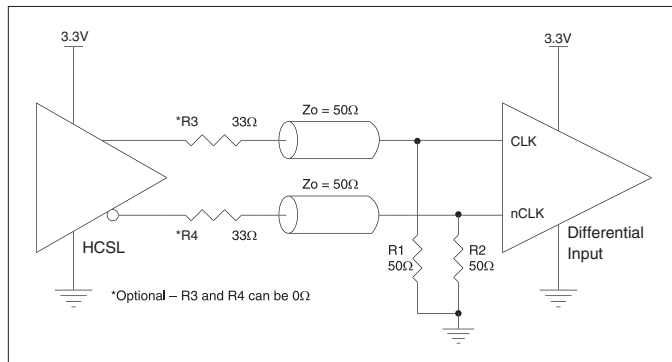 3.3V
3.3V
*R3 33Ω
Zo = 50Ω
CLK
Zo = 50Ω
nCLK
*R4 33Ω
HCSL
R1
50Ω
R2
50Ω
Differential
Input
*Optional – R3 and R4 can be 0Ω